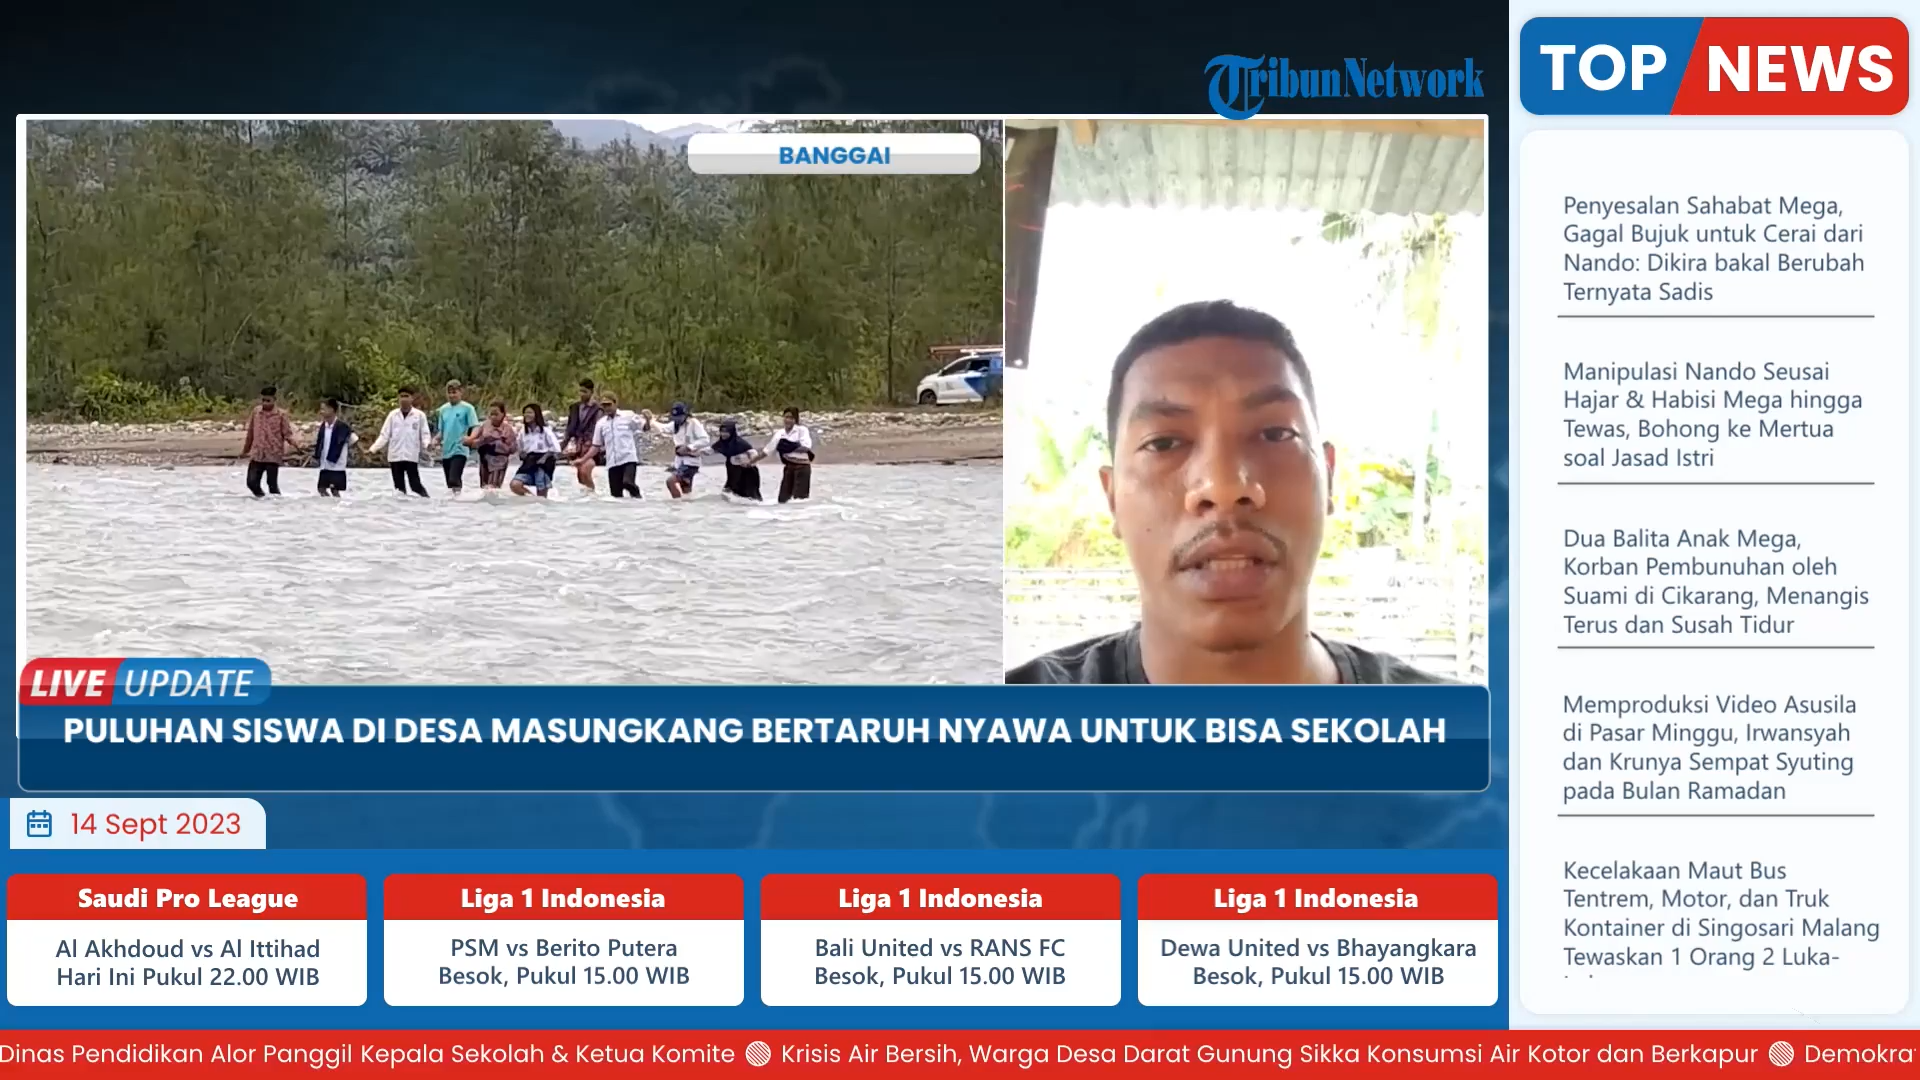 TribunNetwork
BANGGAI
LIVE UPDATE
PULUHAN SISWA DI DESA MASUNGKANG BERTARUH NYAWA UNTUK BISA SEKOLAH
14 Sept 2023
Saudi Pro League
Al Akhdoud vs Al Ittihad
Hari Ini Pukul 22.00 WIB
Liga 1 Indonesia
PSM vs Berito Putera
Besok, Pukul 15.00 WIB
Liga 1 Indonesia
Bali United vs RANS FC
Besok, Pukul 15.00 WIB
Liga 1 Indonesia
Dewa United vs Bhayangkara
Besok, Pukul 15.00 WIB
TOP NEWS
Penyesalan Sahabat Mega,
Gagal Bujuk untuk Cerai dari
Nando: Dikira bakal Berubah
Ternyata Sadis
Manipulasi Nando Seusai
Hajar & Habisi Mega hingga
Tewas, Bohong ke Mertua
soal Jasad Istri
Dua Balita Anak Mega,
Korban Pembunuhan oleh
Suami di Cikarang, Menangis
Terus dan Susah Tidur
Memproduksi Video Asusila
di Pasar Minggu, Irwansyah
dan Krunya Sempat Syuting
pada Bulan Ramadan
Kecelakaan Maut Bus
Tentrem, Motor, dan Truk
Kontainer di Singosari Malang
Tewaskan 1 Orang 2 Luka-
Dinas Pendidikan Alor Panggil Kepala Sekolah & Ketua Komite Krisis Air Bersih, Warga Desa Darat Gunung Sikka Konsumsi Air Kotor dan Berkapur Demokra